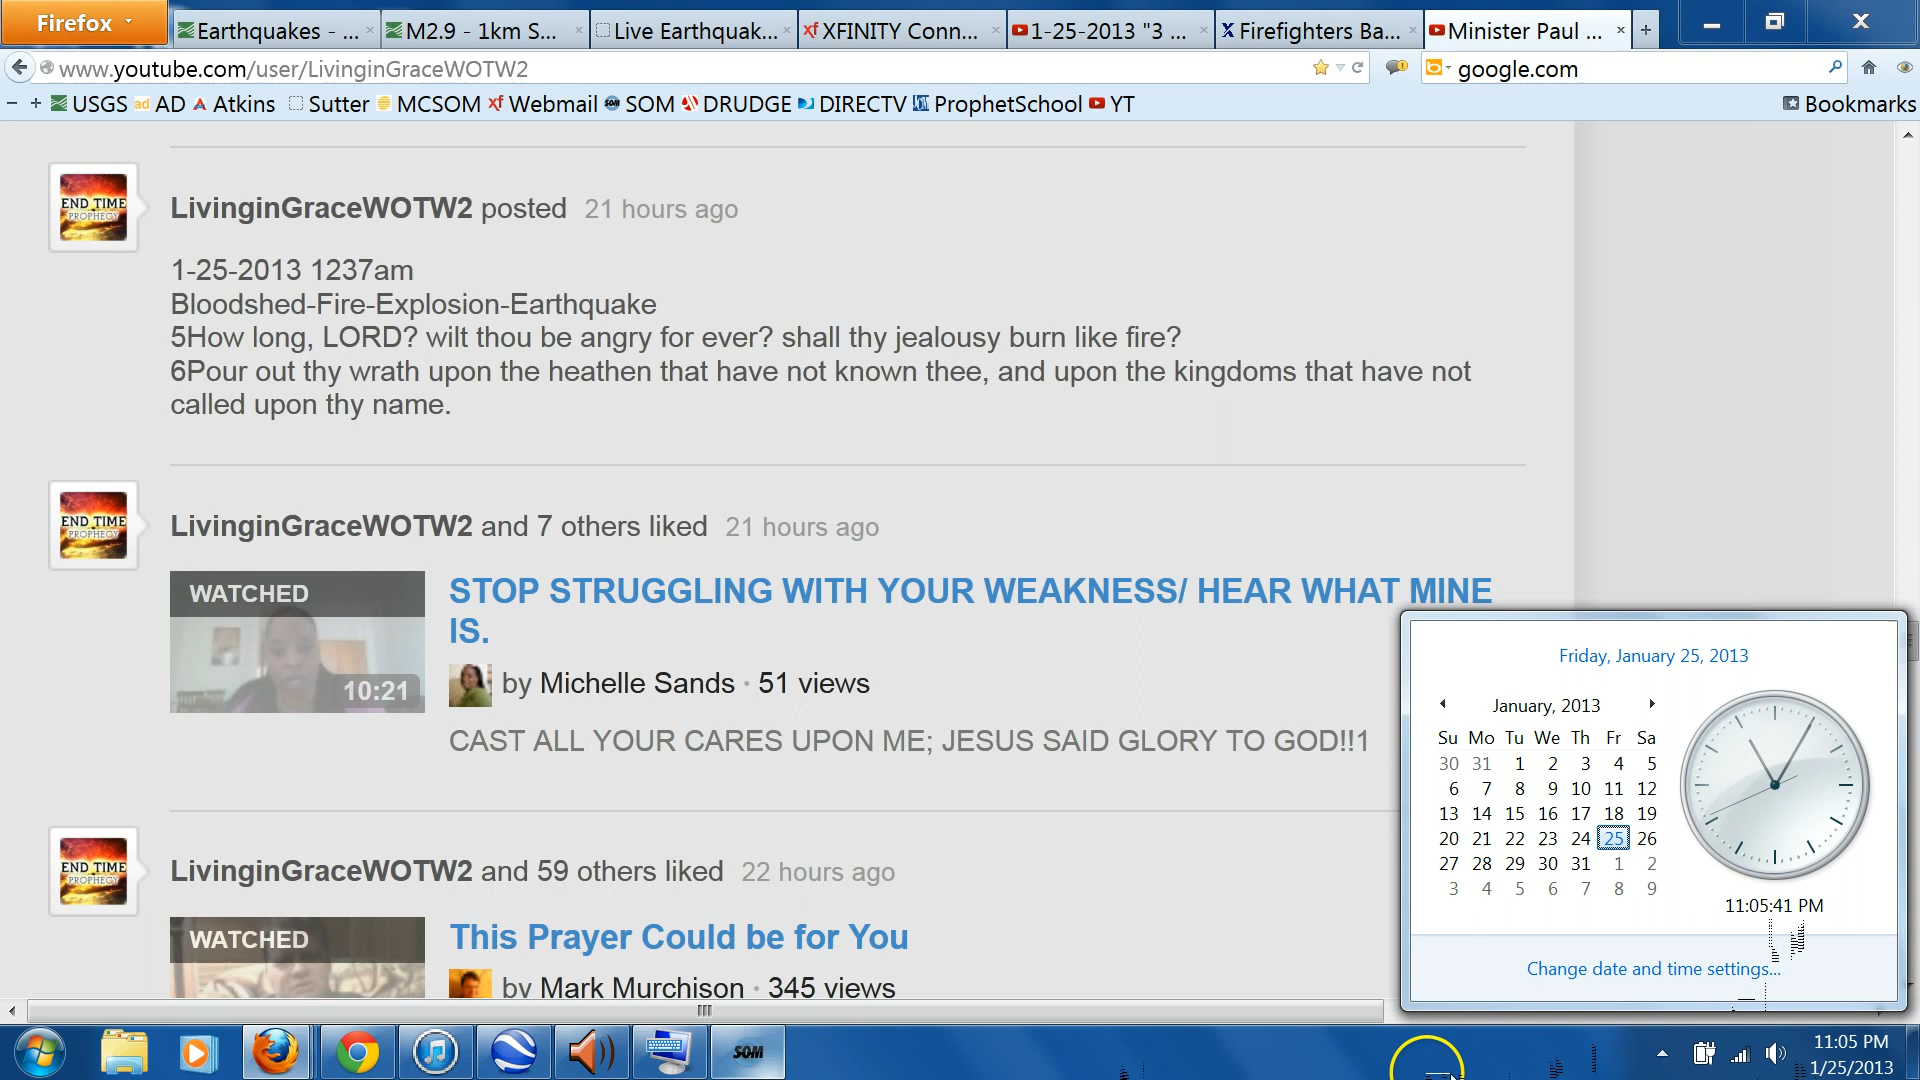 Firefox
Earthquakes - ...
M2.9 - 1km S...
Live Earthquak...
XFINITY Conn...
1-25-2013 "3 ...
Firefighters Ba...
Minister Paul ...
www.youtube.com/user/LivinginGraceWOTW2
google.com
USGS AD Atkins Sutter MCSOM Webmail SOM DRUDGE DIRECTV ProphetSchool YT Bookmarks
END TIME
PROPHECY
LivinginGraceWOTW2 posted 21 hours ago
1-25-2013 1237am
Bloodshed-Fire-Explosion-Earthquake
5How long, LORD? wilt thou be angry for ever? shall thy jealousy burn like fire?
6Pour out thy wrath upon the heathen that have not known thee, and upon the kingdoms that have not
called upon thy name.
END TIME
PROPHECY
LivinginGraceWOTW2 and 7 others liked 21 hours ago
WATCHED
10:21
STOP STRUGGLING WITH YOUR WEAKNESS/ HEAR WHAT MINE
IS.
by Michelle Sands • 51 views
CAST ALL YOUR CARES UPON ME; JESUS SAID GLORY TO GOD!!1
END TIME
PROPHECY
LivinginGraceWOTW2 and 59 others liked 22 hours ago
WATCHED
This Prayer Could be for You
by Mark Murchison • 345 views
Friday, January 25, 2013
January, 2013
Su Mo Tu We Th Fr Sa
30 31 1 2 3 4 5
6 7 8 9 10 11 12
13 14 15 16 17 18 19
20 21 22 23 24 25 26
27 28 29 30 31 1 2
3 4 5 6 7 8 9
11:05:41 PM
Change date and time settings...
SOM
11:05 PM
1/25/2013